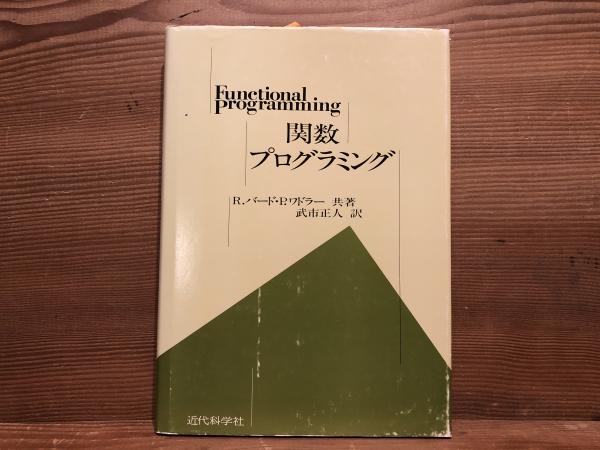 Functional
Programming
関数
プログラミング
R.バード・P.ワドラー 共著
武市正人 訳
近代科学社